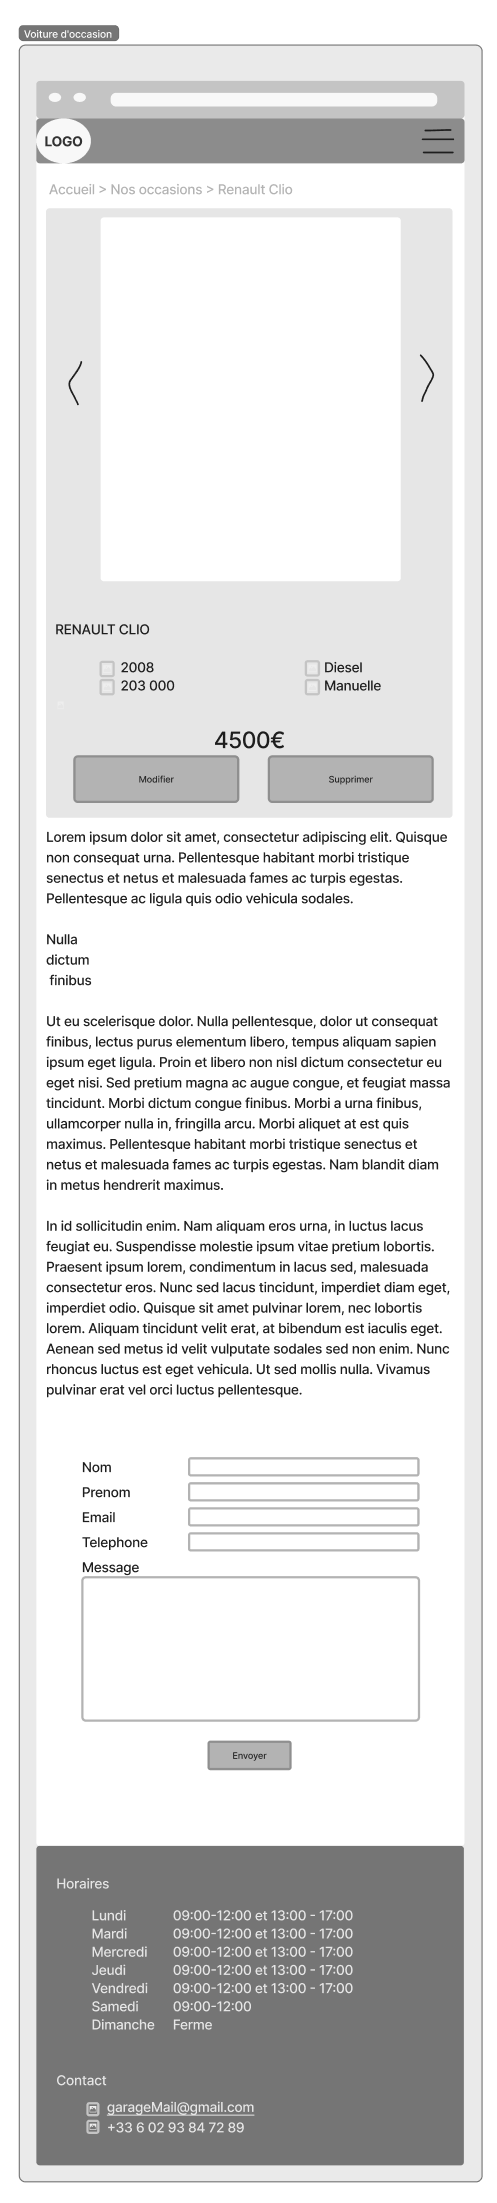 Voiture d'occasion
LOGO
Accueil > Nos occasions > Renault Clio
RENAULT CLIO
2008
Diesel
203 000
Manuelle
4500€
Modifier
Supprimer
Lorem ipsum dolor sit amet, consectetur adipiscing elit. Quisque
non consequat urna. Pellentesque habitant morbi tristique
senectus et netus et malesuada fames ac turpis egestas.
Pellentesque ac ligula quis odio vehicula sodales.
Nulla
dictum
finibus
Ut eu scelerisque dolor. Nulla pellentesque, dolor ut consequat
finibus, lectus purus elementum libero, tempus aliquam sapien
ipsum eget ligula. Proin et libero non nisl dictum consectetur eu
eget nisi. Sed pretium magna ac augue congue, et feugiat massa
tincidunt. Morbi dictum congue finibus. Morbi a urna finibus,
ullamcorper nulla in, fringilla arcu. Morbi aliquet at est quis
maximus. Pellentesque habitant morbi tristique senectus et
netus et malesuada fames ac turpis egestas. Nam blandit diam
in metus hendrerit maximus.
In id sollicitudin enim. Nam aliquam eros urna, in luctus lacus
feugiat eu. Suspendisse molestie ipsum vitae pretium lobortis.
Praesent ipsum lorem, condimentum in lacus sed, malesuada
consectetur eros. Nunc sed lacus tincidunt, imperdiet diam eget,
imperdiet odio. Quisque sit amet pulvinar lorem, nec lobortis
lorem. Aliquam tincidunt velit erat, at bibendum est iaculis eget.
Aenean sed metus id velit vulputate sodales sed non enim. Nunc
rhoncus luctus est eget vehicula. Ut sed mollis nulla. Vivamus
pulvinar erat vel orci luctus pellentesque.
Nom
Prenom
Email
Telephone
Message
Envoyer
Horaires
Lundi 09:00-12:00 et 13:00 - 17:00
Mardi 09:00-12:00 et 13:00 - 17:00
Mercredi 09:00-12:00 et 13:00 - 17:00
Jeudi 09:00-12:00 et 13:00 - 17:00
Vendredi 09:00-12:00 et 13:00 - 17:00
Samedi 09:00-12:00
Dimanche Ferme
Contact
garageMail@gmail.com
+33 6 02 93 84 72 89